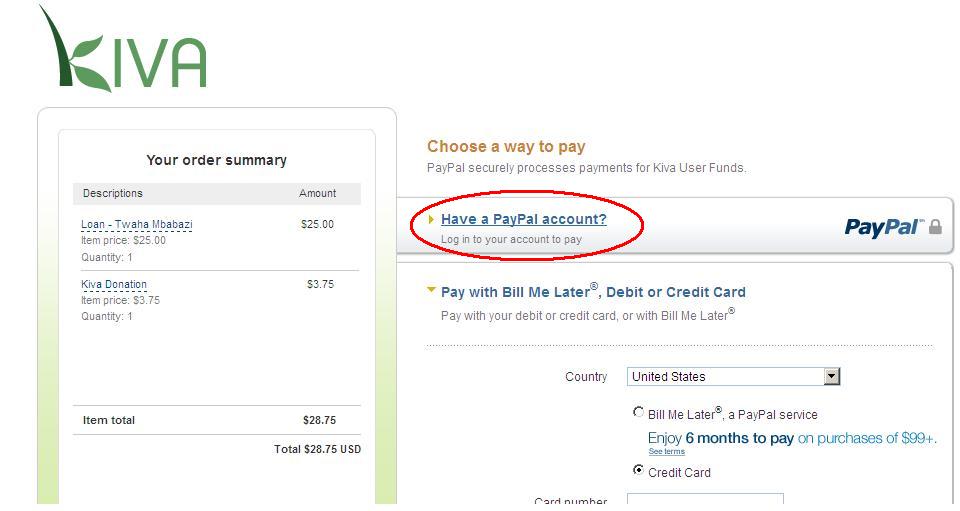 KIVA
Your order summary
Descriptions Amount
Loan - Twaha Mbabazi $25.00
Item price: $25.00
Quantity: 1
Kiva Donation $3.75
Item price: $3.75
Quantity: 1
Item total $28.75
Total $28.75 USD
Choose a way to pay
PayPal securely processes payments for Kiva User Funds.
Have a PayPal account?
Log in to your account to pay
PayPal™
Pay with Bill Me Later®, Debit or Credit Card
Pay with your debit or credit card, or with Bill Me Later®
Country United States
Bill Me Later®, a PayPal service
Enjoy 6 months to pay on purchases of $99+.
See terms
Credit Card
Card number